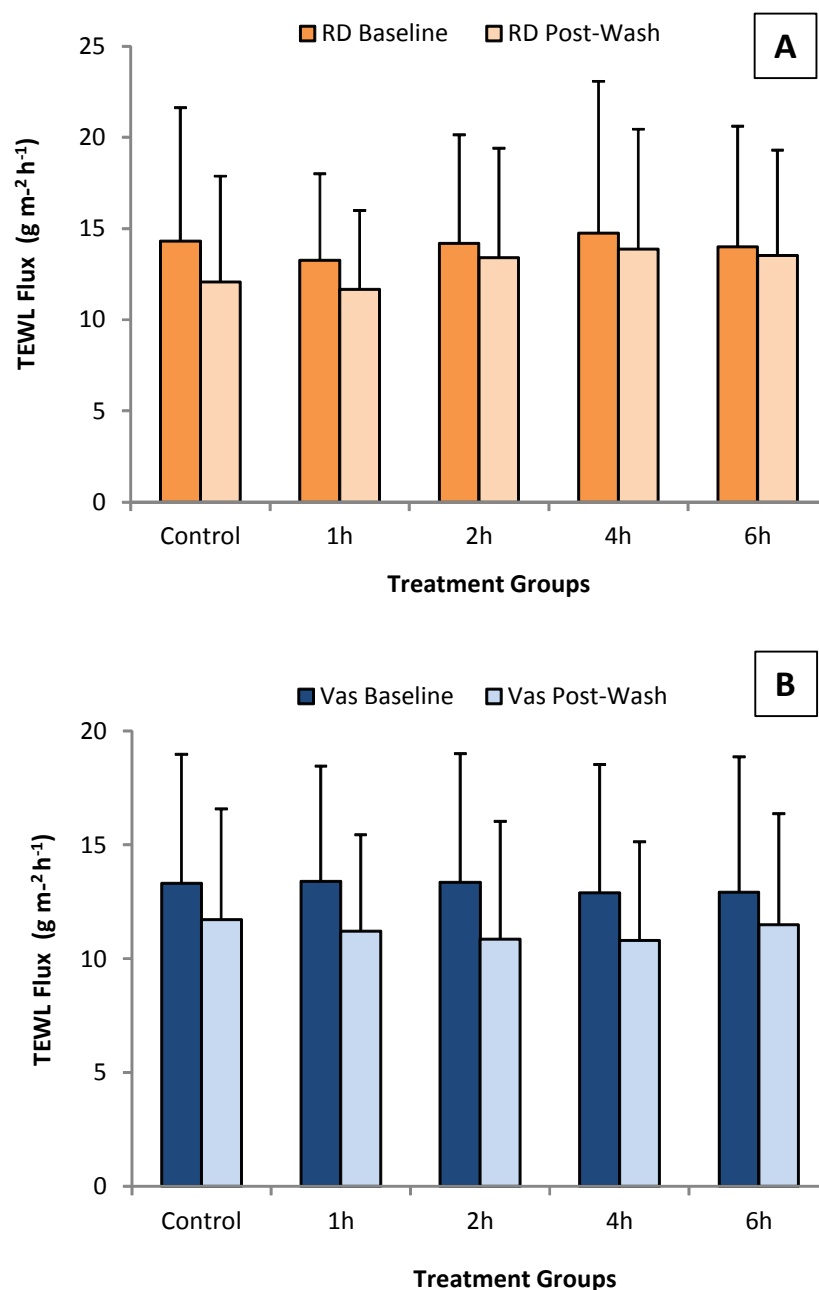 RD Baseline RD Post-Wash
A
25
20
15
10
5
0
TEWL Flux (g m-² h⁻¹)
Control 1h 2h 4h 6h
Treatment Groups
B
Vas Baseline Vas Post-Wash
20
15
10
5
0
TEWL Flux (g m-² h⁻¹)
Control 1h 2h 4h 6h
Treatment Groups